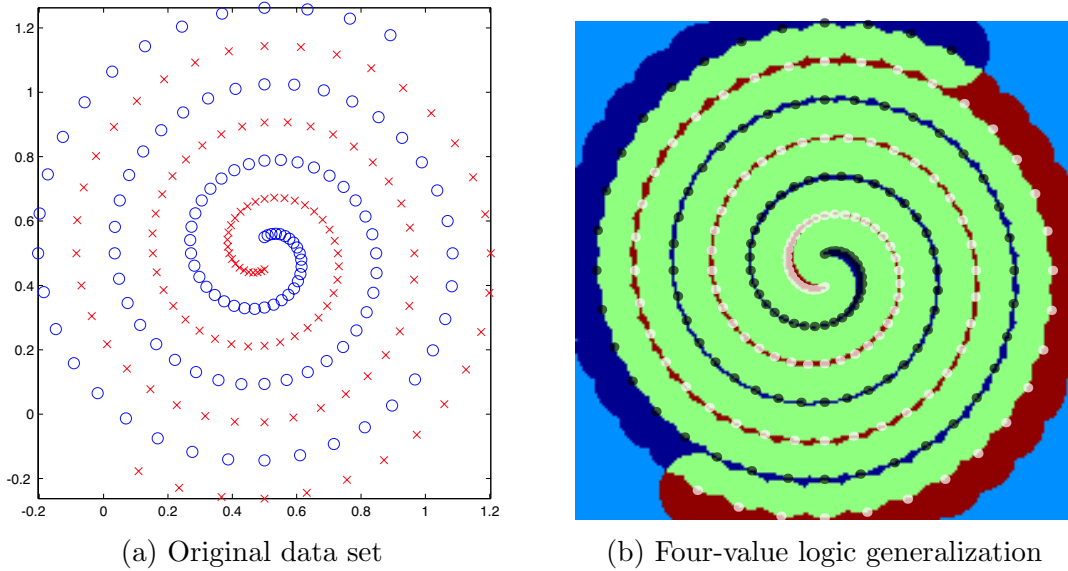 1.2
1
0.8
0.6
0.4
0.2
0
-0.2
-0.2 0 0.2 0.4 0.6 0.8 1 1.2
(a) Original data set
(b) Four-value logic generalization